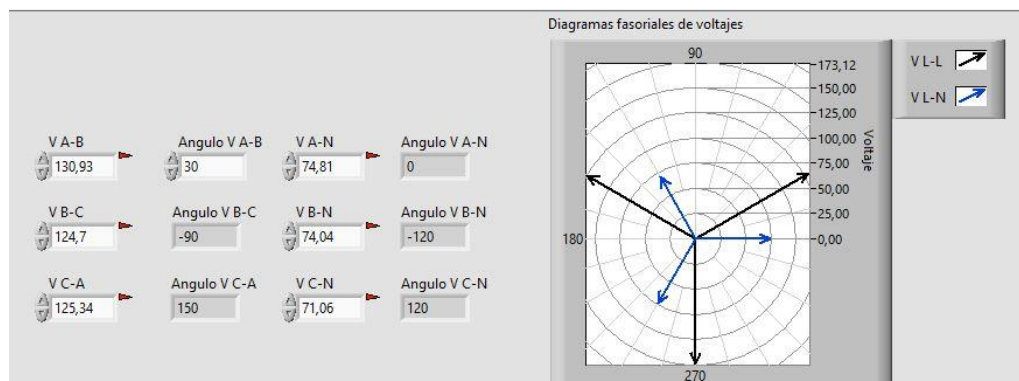 Diagramas fasoriales de voltajes
90
173,12
150,00
125,00
100,00
75,00
50,00
25,00
0,00
Voltaje
180
270
V L-L
V L-N
V A-B Angulo V A-B V A-N Angulo V A-N
130,93 30 74,81 0
V B-C Angulo V B-C V B-N Angulo V B-N
124,7 -90 74,04 -120
V C-A Angulo V C-A V C-N Angulo V C-N
125,34 150 71,06 120